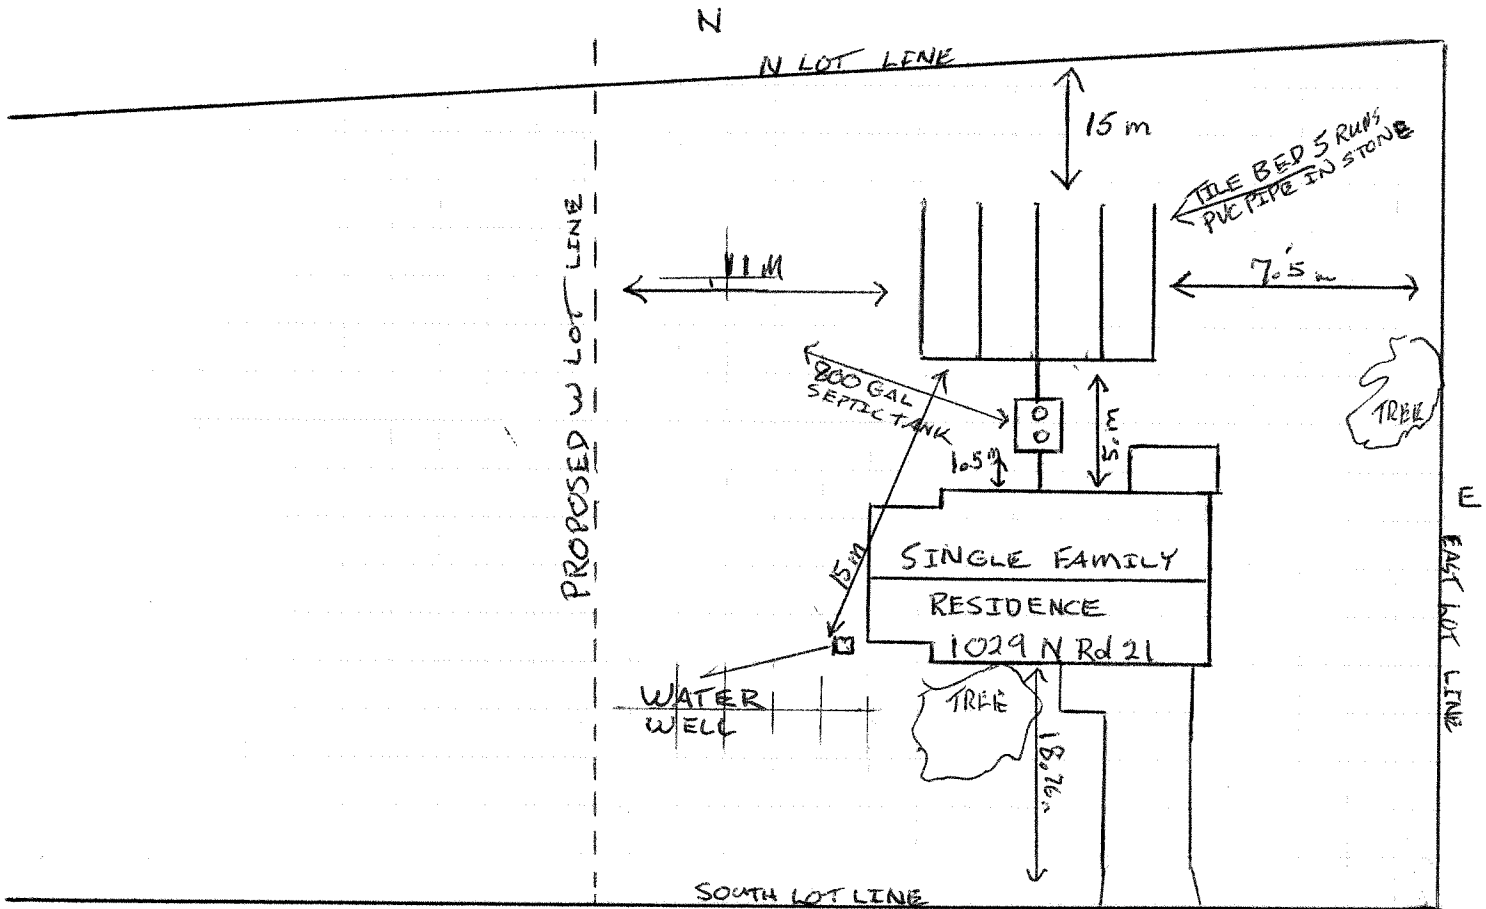 N
N LOT LINE
15 m
TILE BED 5 RUNS
PVC PIPE IN STONE
PROPOSED W LOT LINE
11 M
7.5 m
800 GAL
SEPTIC TANK
TREE
1.5 m
5.m
E
SINGLE FAMILY
15 m
RESIDENCE
1029 N Rd 21
EAST LOT LINE
WATER
WELL
TREE
18.76m
SOUTH LOT LINE